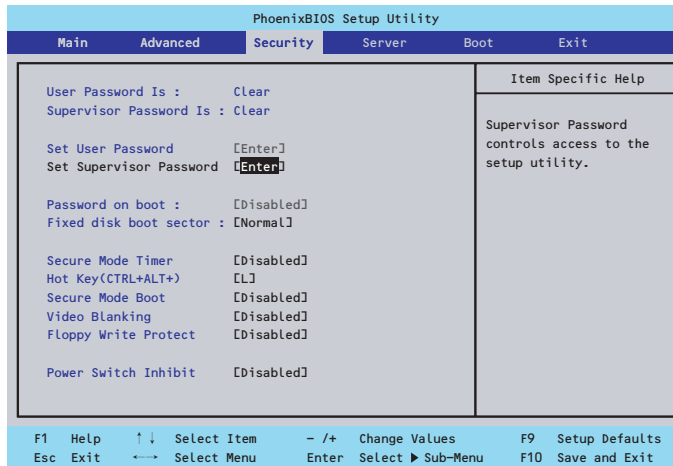 PhoenixBIOS Setup Utility
Main Advanced Security Server Boot Exit
User Password Is : Clear
Supervisor Password Is : Clear
Set User Password [Enter]
Set Supervisor Password [Enter]
Password on boot : [Disabled]
Fixed disk boot sector : [Normal]
Secure Mode Timer [Disabled]
Hot Key(CTRL+ALT+) [L]
Secure Mode Boot [Disabled]
Video Blanking [Disabled]
Floppy Write Protect [Disabled]
Power Switch Inhibit [Disabled]
Item Specific Help
Supervisor Password
controls access to the
setup utility.
F1 Help ↑↓ Select Item - /+ Change Values F9 Setup Defaults
Esc Exit ←→ Select Menu Enter Select ▶ Sub-Menu F10 Save and Exit